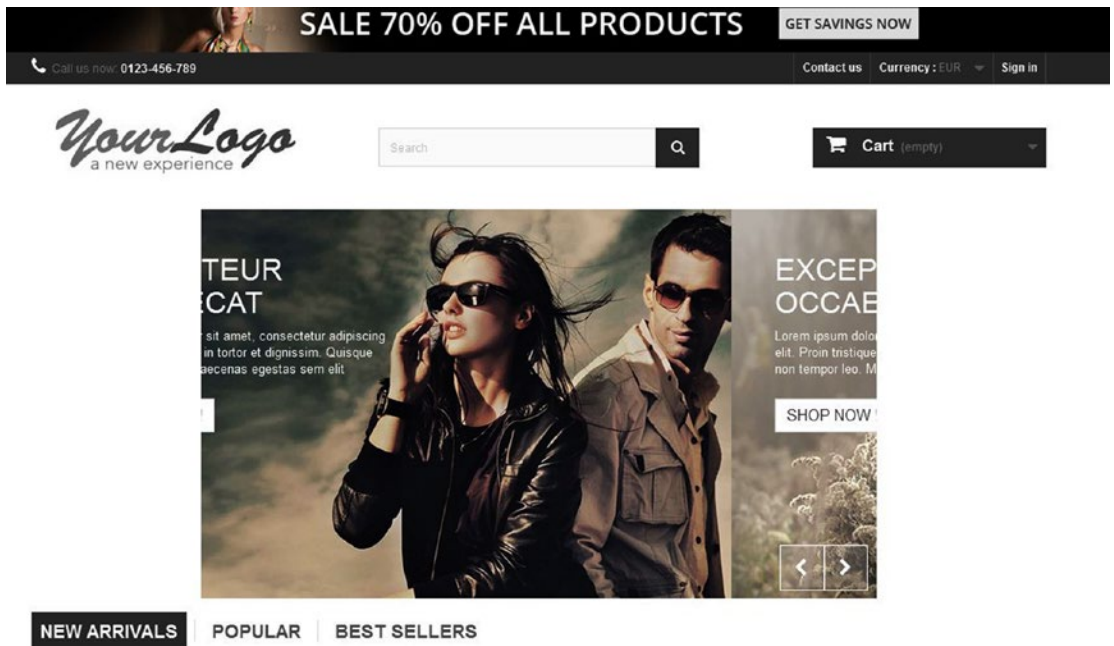 SALE 70% OFF ALL PRODUCTS
GET SAVINGS NOW
Call us now: 0123-456-789
Contact us
Currency : EUR
Sign in
YourLogo
a new experience
Search
Cart (empty)
TEUR
CAT
sit amet, consectetur adipiscing
in tortor et dignissim. Quisque
aecenas egestas sem elit
!
EXCEP
OCCAE
Lorem ipsum dolo
elit. Proin tristique
non tempor leo. M
SHOP NOW !
NEW ARRIVALS
POPULAR
BEST SELLERS